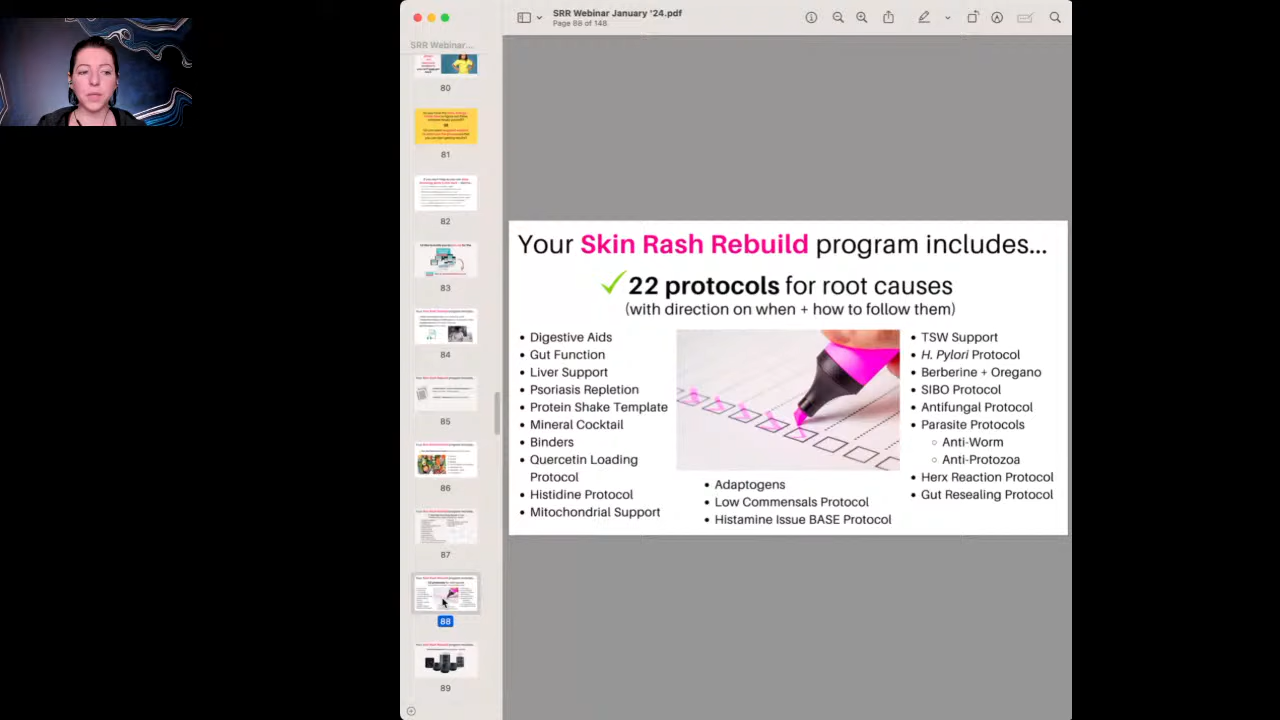 SRR Webinar January '24.pdf
Page 88 of 148
SRR Webinar...
80
81
82
83
84
85
86
87
88
89
Your Skin Rash Rebuild program includes...
22 protocols for root causes
(with direction on when + how to follow them)
• Digestive Aids
• Gut Function
• Liver Support
• Psoriasis Repletion
• Protein Shake Template
• Mineral Cocktail
• Binders
• Quercetin Loading
Protocol
• Histidine Protocol
• Mitochondrial Support
• Adaptogens
• Low Commensals Protocol
• Histamine Issue BASE Protocol
• TSW Support
• H. Pylori Protocol
• Berberine + Oregano
• SIBO Protocol
• Antifungal Protocol
• Parasite Protocols
○ Anti-Worm
○ Anti-Protozoa
• Herx Reaction Protocol
• Gut Resealing Protocol